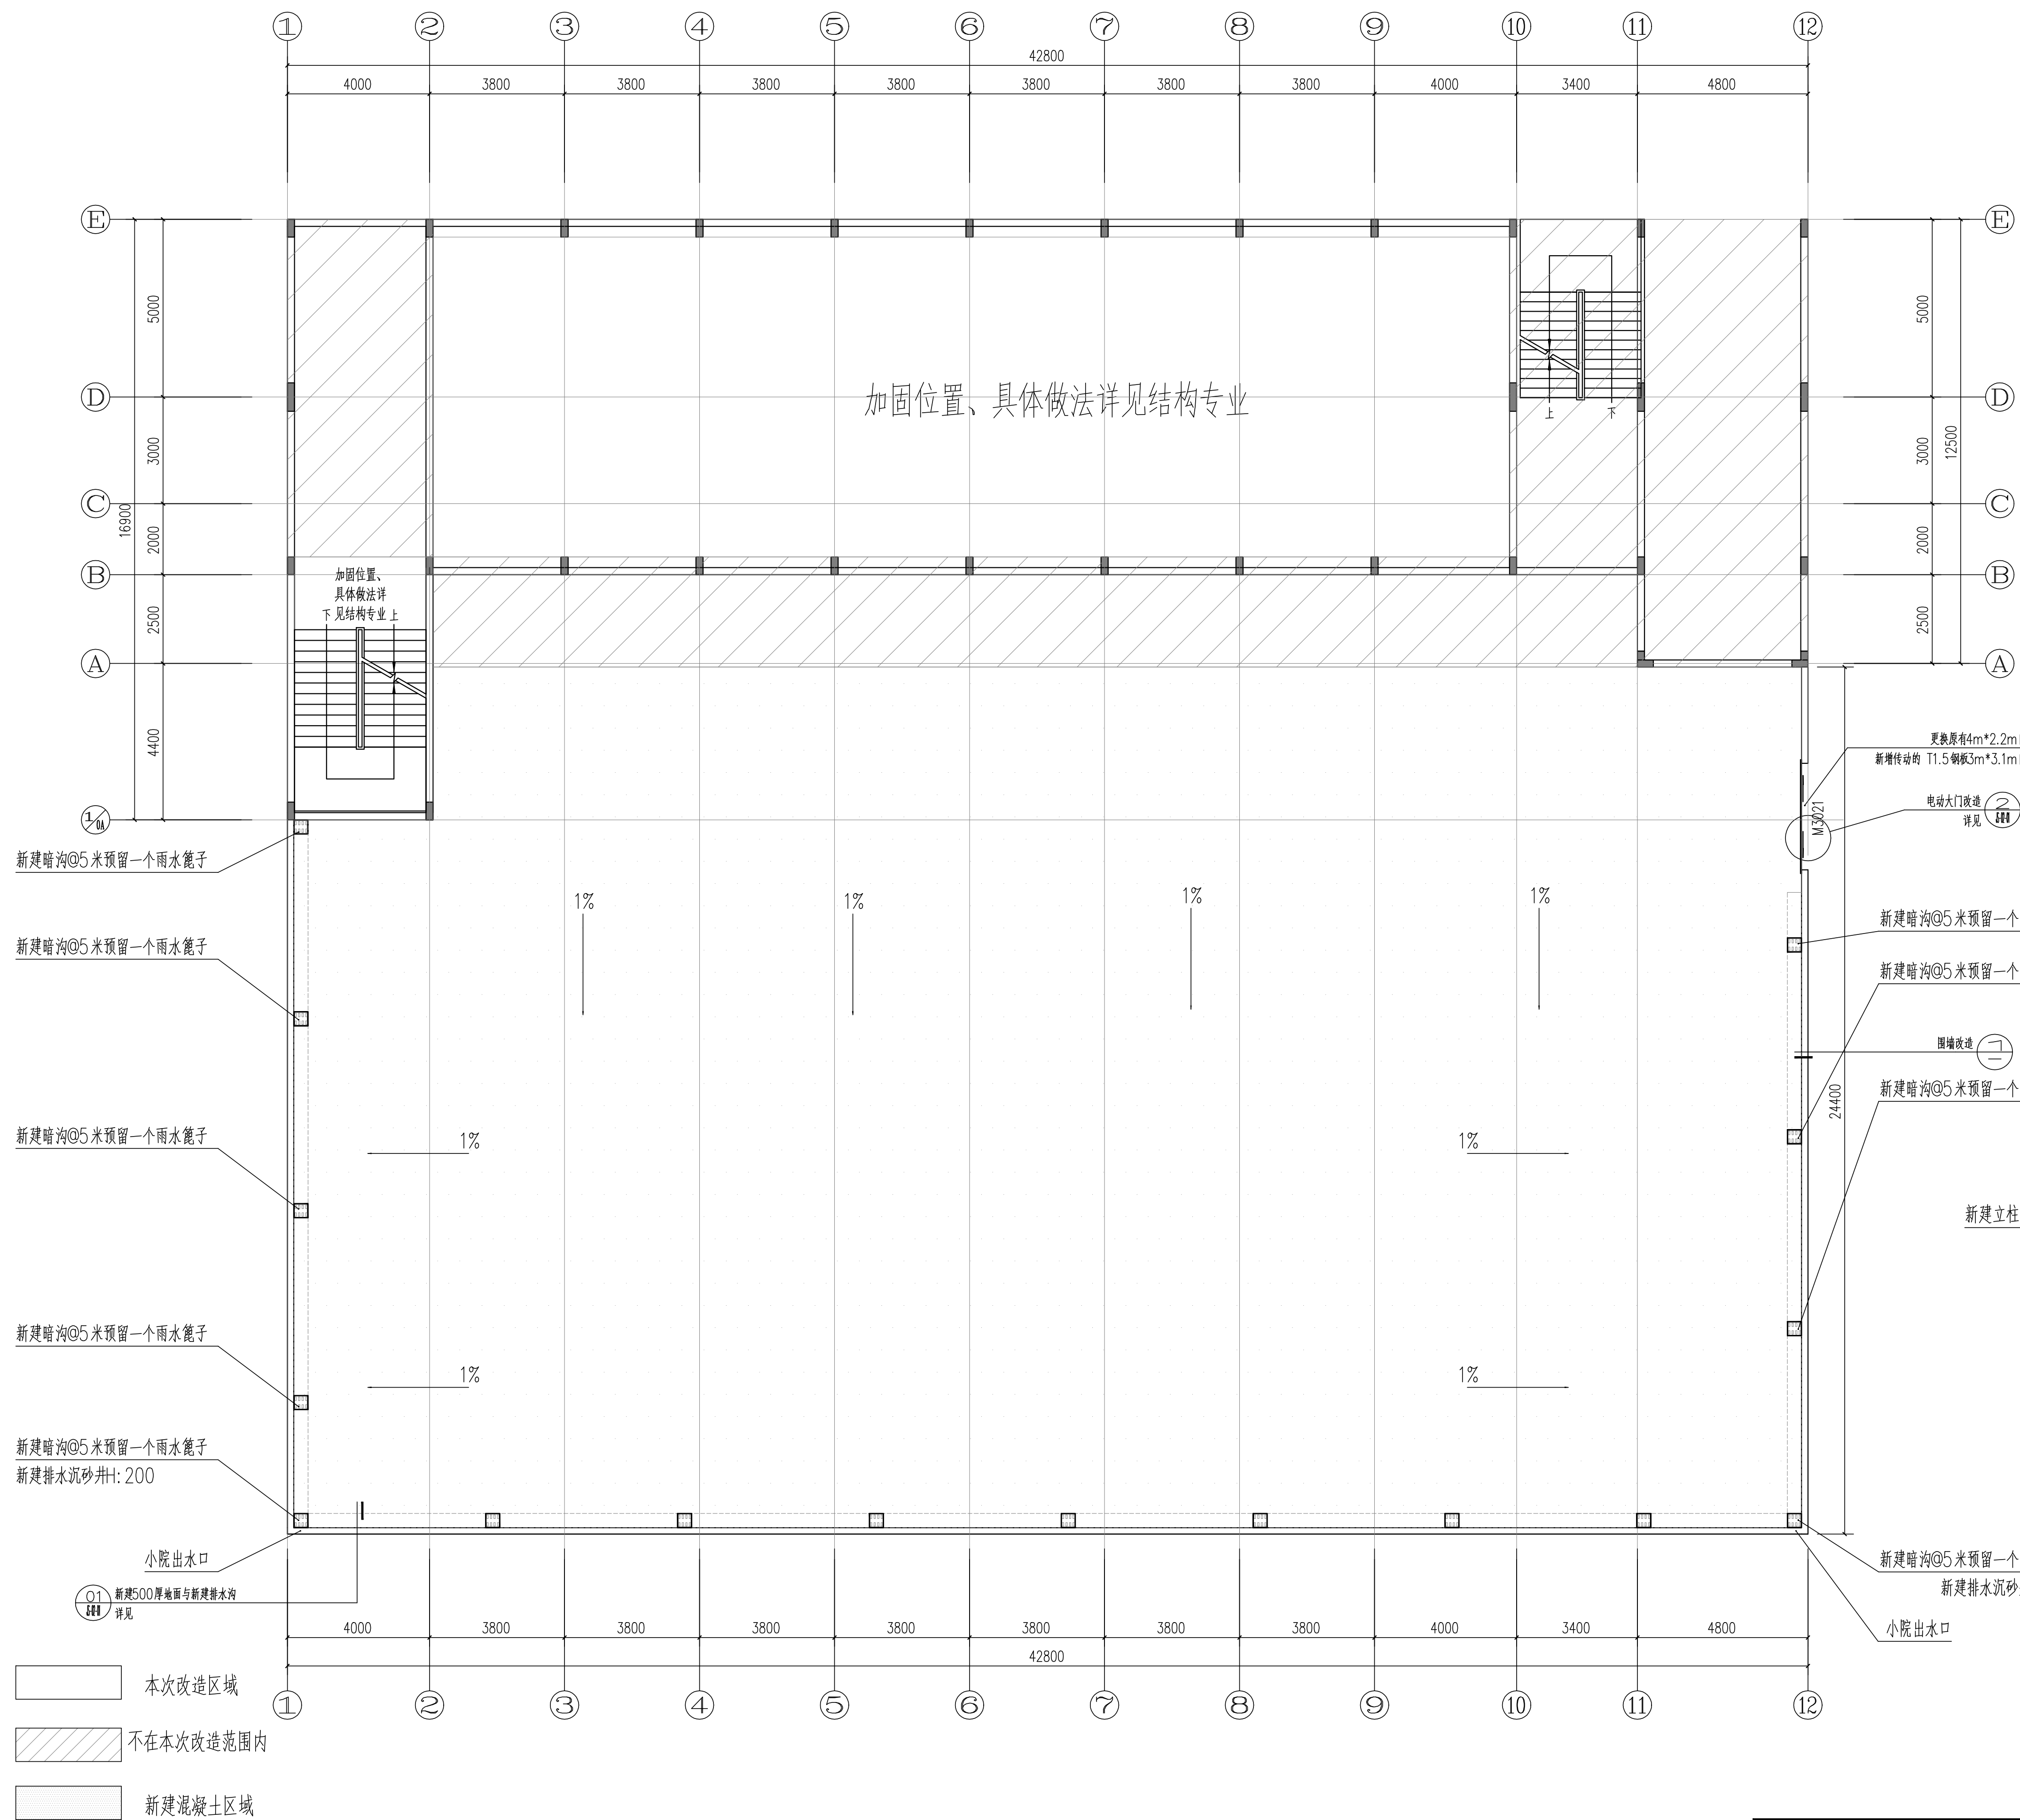 1 2 3 4 5 6 7 8 9 10 11 12
42800
4000 3800 3800 3800 3800 3800 3800 3800 4000 3400 4800
E
D
C
B
A
1/0A
5000
3000
2000
2500
4400
16900
E
D
C
B
A
5000
3000
2000
2500
12500
加固位置、具体做法详见结构专业
上 下
加固位置、
具体做法详
下 见结构专业 上
更换原有4m*2.2m
新增传动的 T1.5钢板3m*3.1m
M3021
电动大门改造 2
详见
新建暗沟@5米预留一个雨水篦子
新建暗沟@5米预留一个雨水篦子
新建暗沟@5米预留一个雨水篦子
新建暗沟@5米预留一个雨水篦子
新建暗沟@5米预留一个雨水篦子
新建排水沉砂井H:200
小院出水口
01 新建500厚地面与新建排水沟
详见
1% 1% 1% 1%
1% 1%
1% 1%
新建暗沟@5米预留一个
新建暗沟@5米预留一个
围墙改造
新建暗沟@5米预留一个
24400
新建立柱
新建暗沟@5米预留一个
新建排水沉砂
小院出水口
4000 3800 3800 3800 3800 3800 3800 3800 4000 3400 4800
42800
1 2 3 4 5 6 7 8 9 10 11 12
本次改造区域
不在本次改造范围内
新建混凝土区域